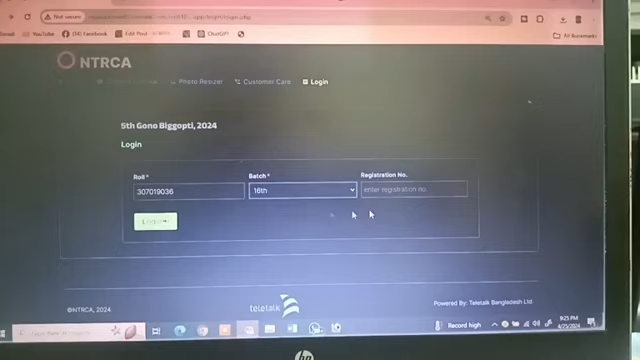 Not secure
YouTube (34) Facebook Edit Post ChatGPT All Bookmarks
NTRCA
Photo Resizer Customer Care Login
5th Gono Biggopti, 2024
Login
Roll * Batch * Registration No.
307019036 16th enter registration no.
©NTRCA, 2024 teletalk Powered By: Teletalk Bangladesh Ltd.
Record high 9:25 PM
4/25/2024
hp